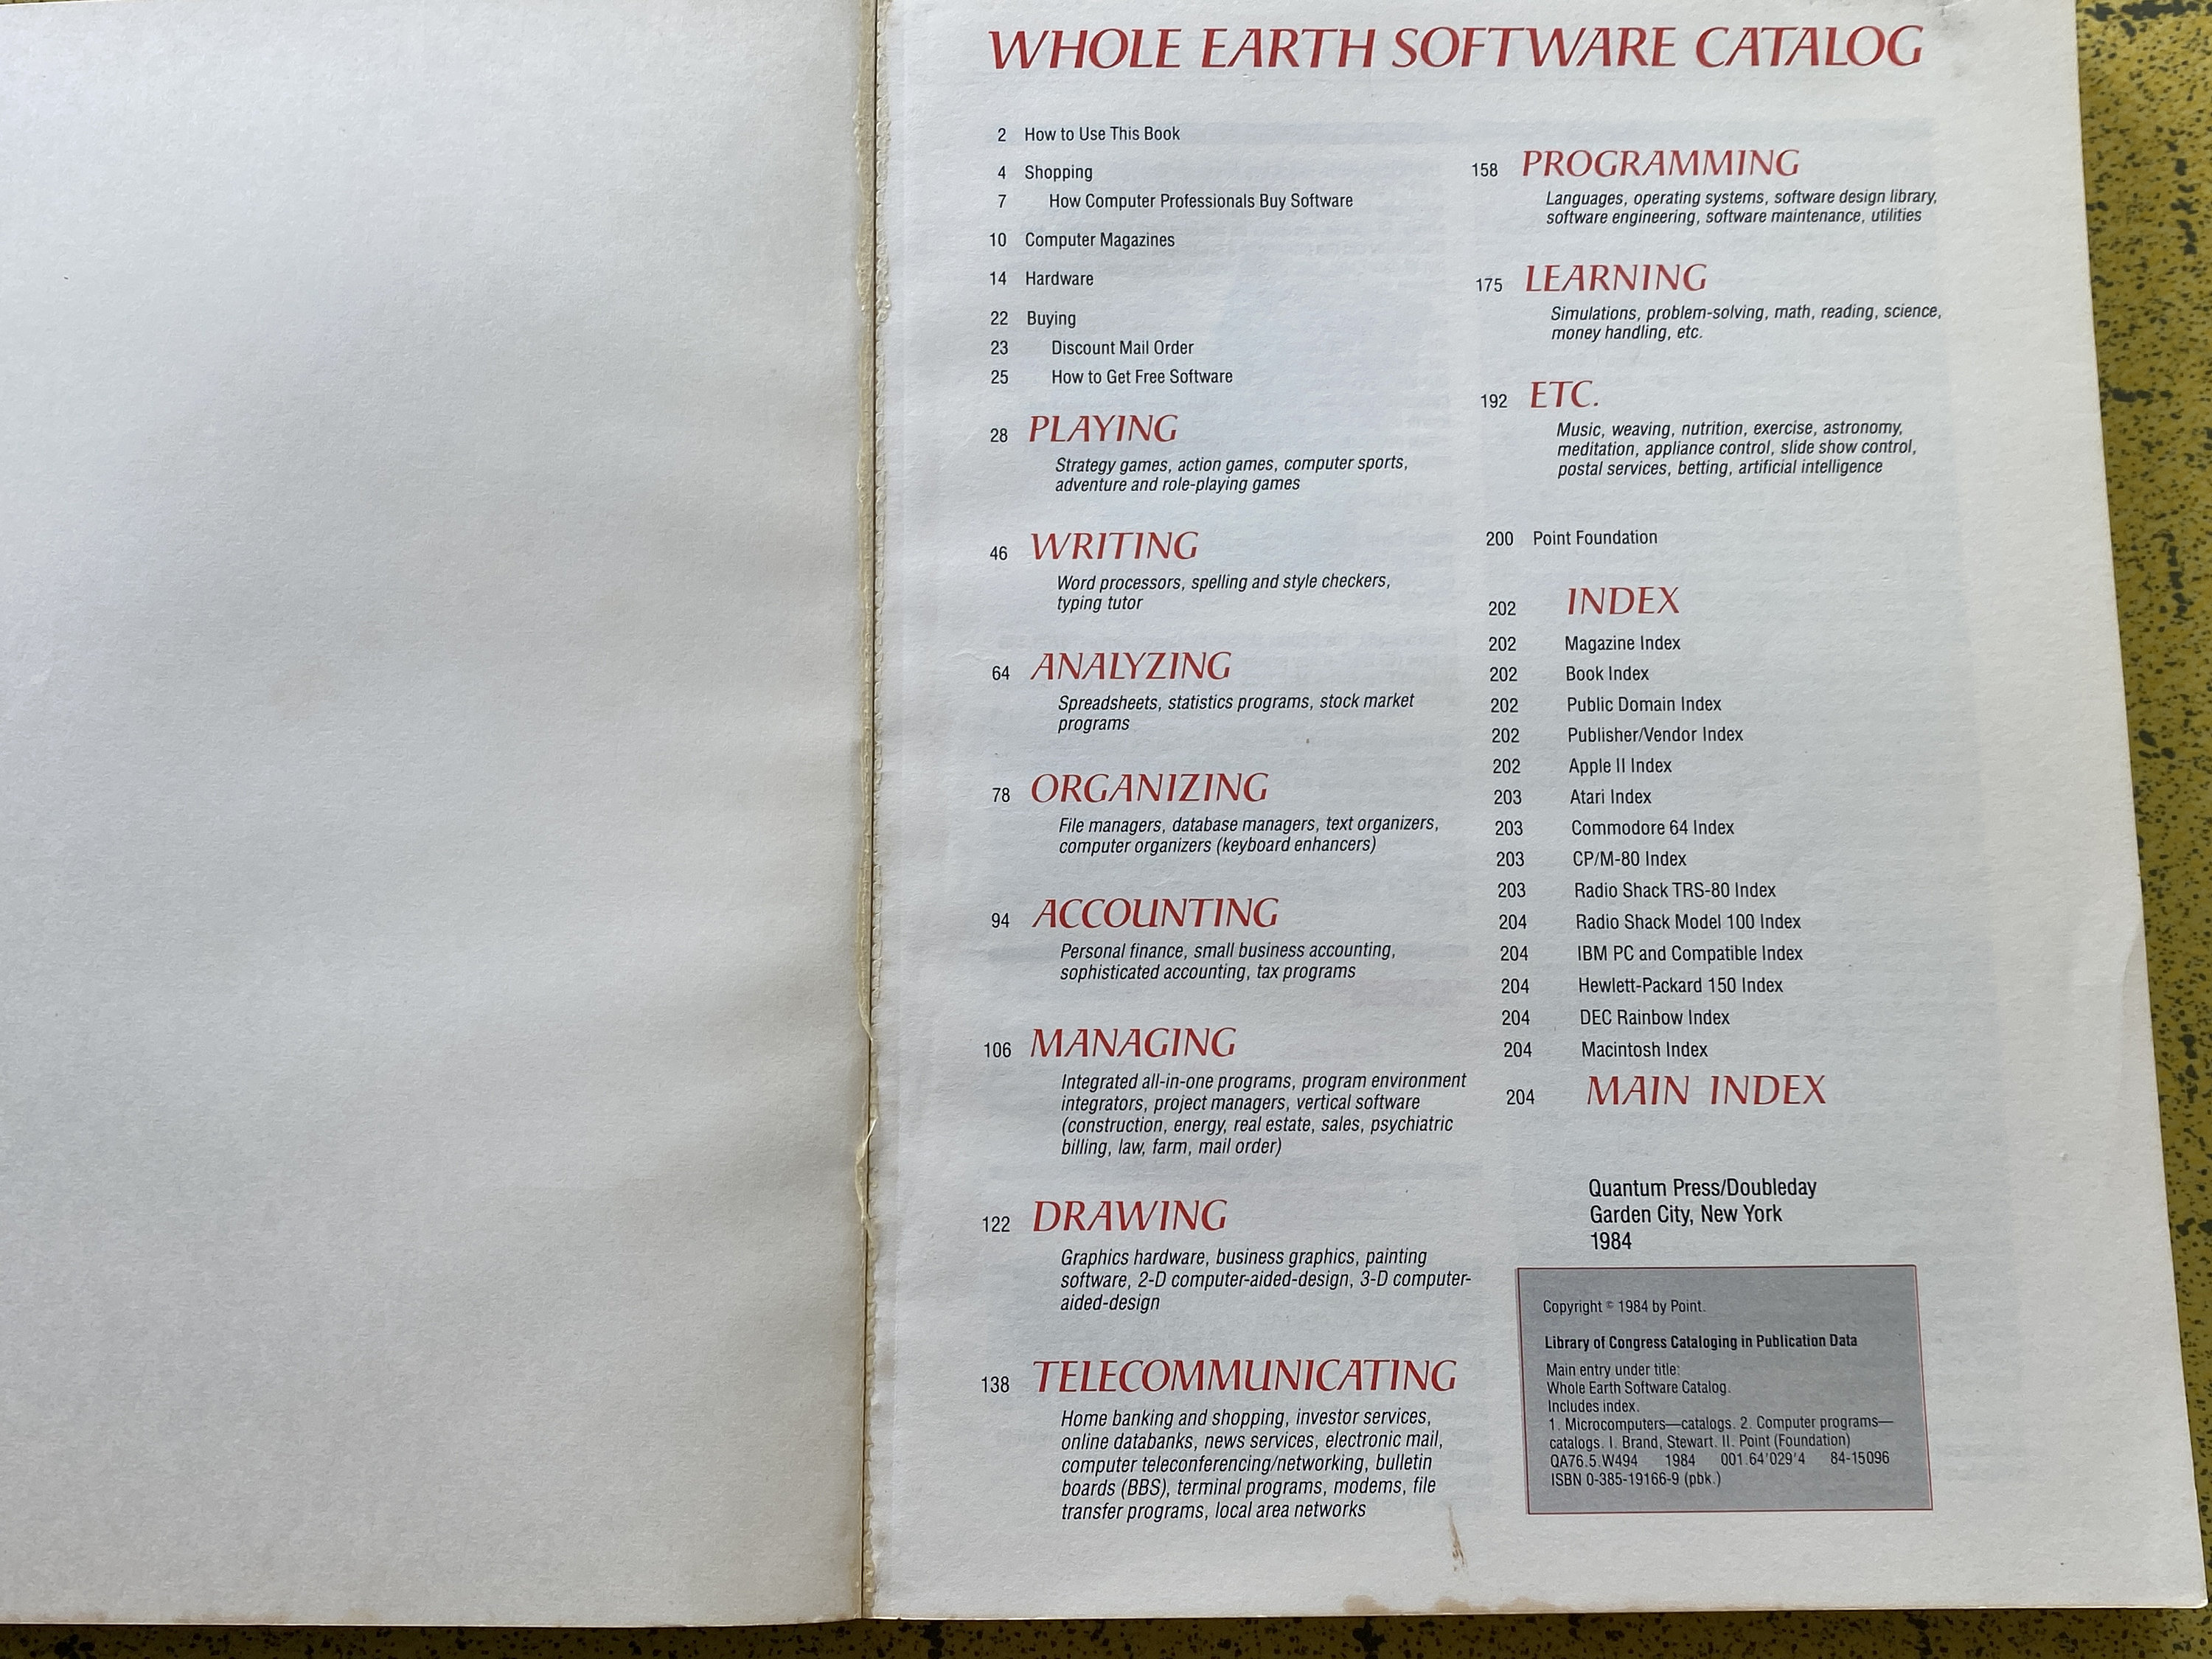 WHOLE EARTH SOFTWARE CATALOG
2 How to Use This Book
4 Shopping
7 How Computer Professionals Buy Software
10 Computer Magazines
14 Hardware
22 Buying
23 Discount Mail Order
25 How to Get Free Software
28 PLAYING
Strategy games, action games, computer sports,
adventure and role-playing games
46 WRITING
Word processors, spelling and style checkers,
typing tutor
64 ANALYZING
Spreadsheets, statistics programs, stock market
programs
78 ORGANIZING
File managers, database managers, text organizers,
computer organizers (keyboard enhancers)
94 ACCOUNTING
Personal finance, small business accounting,
sophisticated accounting, tax programs
106 MANAGING
Integrated all-in-one programs, program environment
integrators, project managers, vertical software
(construction, energy, real estate, sales, psychiatric
billing, law, farm, mail order)
122 DRAWING
Graphics hardware, business graphics, painting
software, 2-D computer-aided-design, 3-D computer-
aided-design
138 TELECOMMUNICATING
Home banking and shopping, investor services,
online databanks, news services, electronic mail,
computer teleconferencing/networking, bulletin
boards (BBS), terminal programs, modems, file
transfer programs, local area networks
158 PROGRAMMING
Languages, operating systems, software design library,
software engineering, software maintenance, utilities
175 LEARNING
Simulations, problem-solving, math, reading, science,
money handling, etc.
192 ETC.
Music, weaving, nutrition, exercise, astronomy,
meditation, appliance control, slide show control,
postal services, betting, artificial intelligence
200 Point Foundation
202 INDEX
202 Magazine Index
202 Book Index
202 Public Domain Index
202 Publisher/Vendor Index
202 Apple II Index
203 Atari Index
203 Commodore 64 Index
203 CP/M-80 Index
203 Radio Shack TRS-80 Index
204 Radio Shack Model 100 Index
204 IBM PC and Compatible Index
204 Hewlett-Packard 150 Index
204 DEC Rainbow Index
204 Macintosh Index
204 MAIN INDEX
Quantum Press/Doubleday
Garden City, New York
1984
Copyright © 1984 by Point.
Library of Congress Cataloging in Publication Data
Main entry under title:
Whole Earth Software Catalog.
Includes index.
1. Microcomputers—catalogs. 2. Computer programs—
catalogs. I. Brand, Stewart. II. Point (Foundation)
QA76.5.W494 1984 001.64'029'4 84-15096
ISBN 0-385-19166-9 (pbk.)